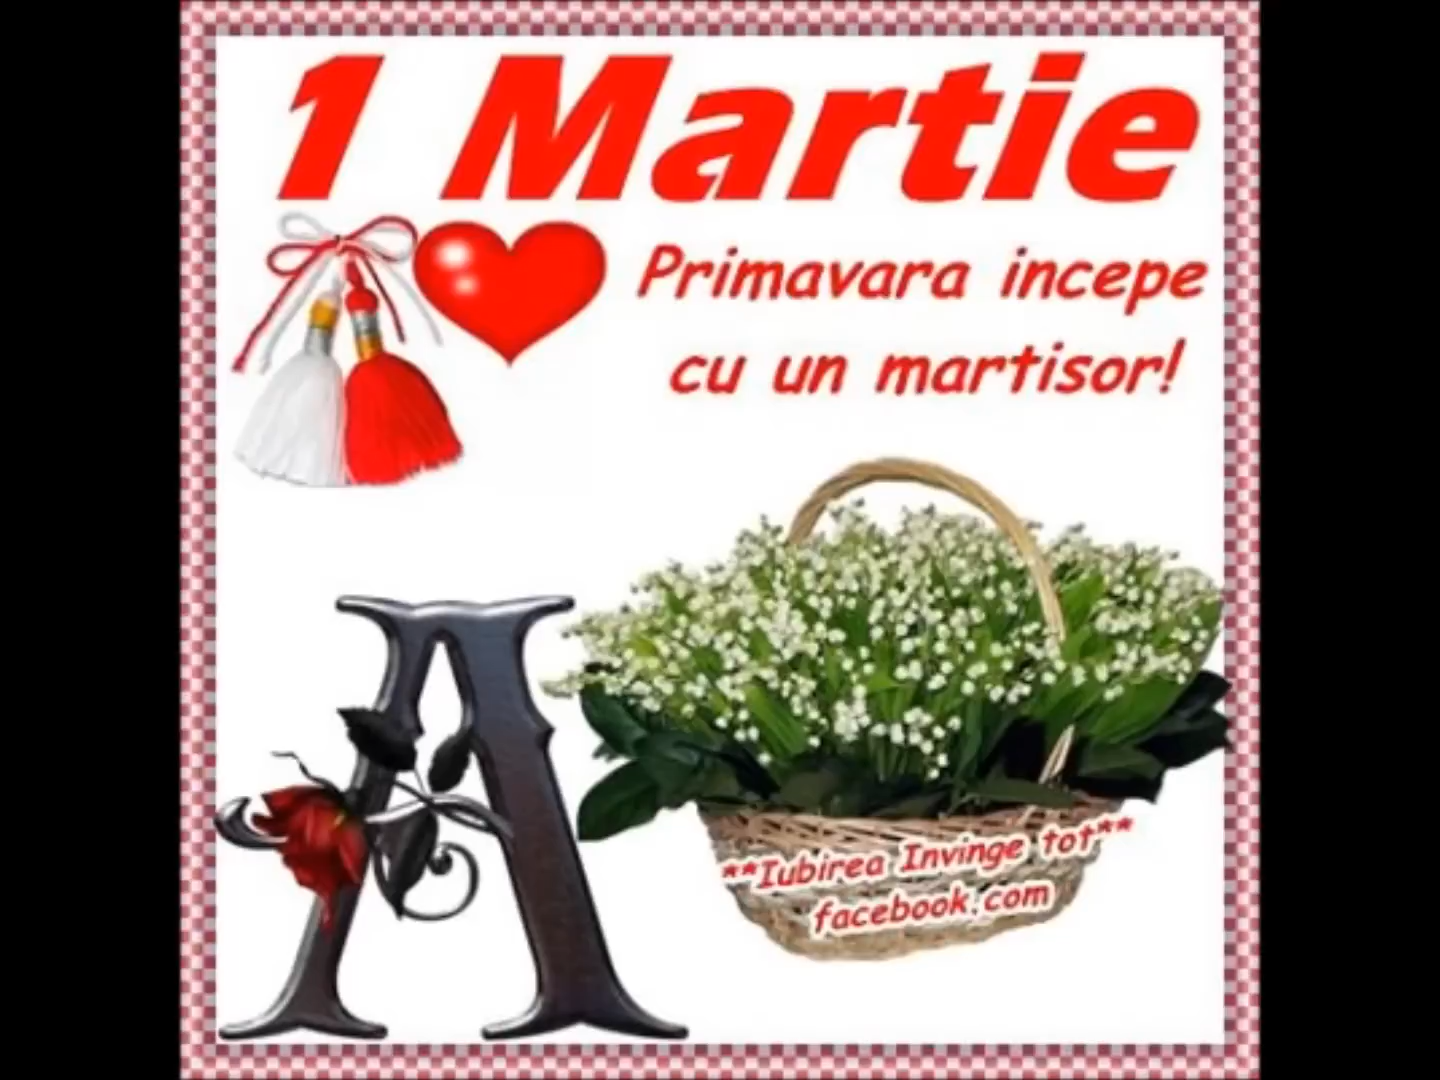 1 Martie
Primavara incepe
cu un martisor!
A
**Iubirea Invinge tot**
facebook.com